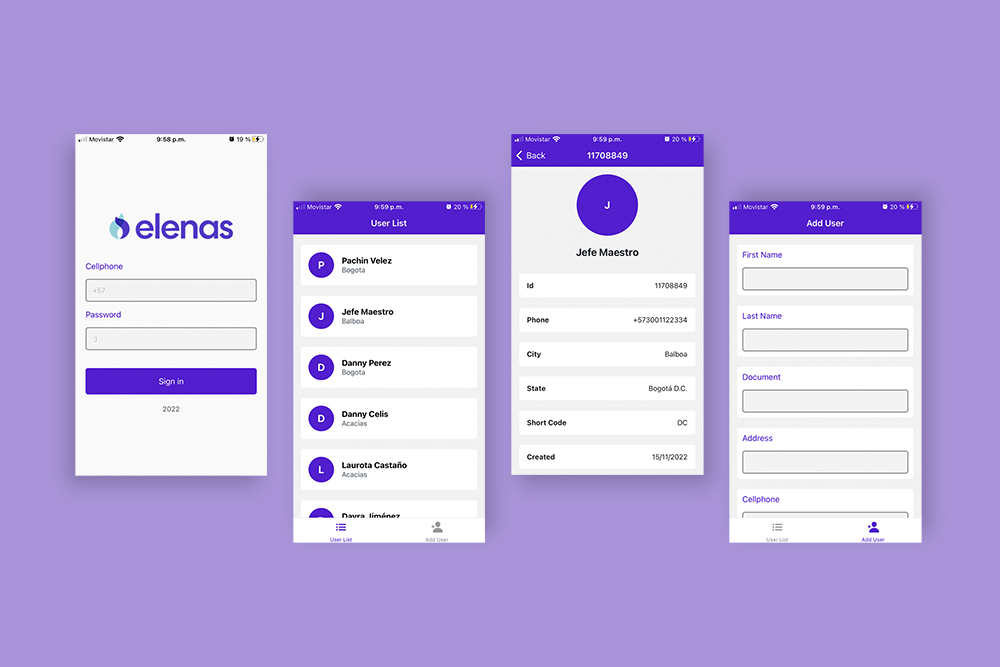 Movistar 9:58 p.m. 19 %
elenas
Cellphone
+57
Password
:)
Sign in
2022
Movistar 9:59 p.m. 20 %
User List
P
Pachin Velez
Bogota
J
Jefe Maestro
Balboa
D
Danny Perez
Bogota
D
Danny Celis
Acacias
L
Laurota Castaño
Acacias
Dayra Jiménez
User List
Add User
Movistar 9:59 p.m. 20 %
Back 11708849
J
Jefe Maestro
Id 11708849
Phone +573001122334
City Balboa
State Bogotá D.C.
Short Code DC
Created 15/11/2022
Movistar 9:59 p.m. 20 %
Add User
First Name
Last Name
Document
Address
Cellphone
User List
Add User